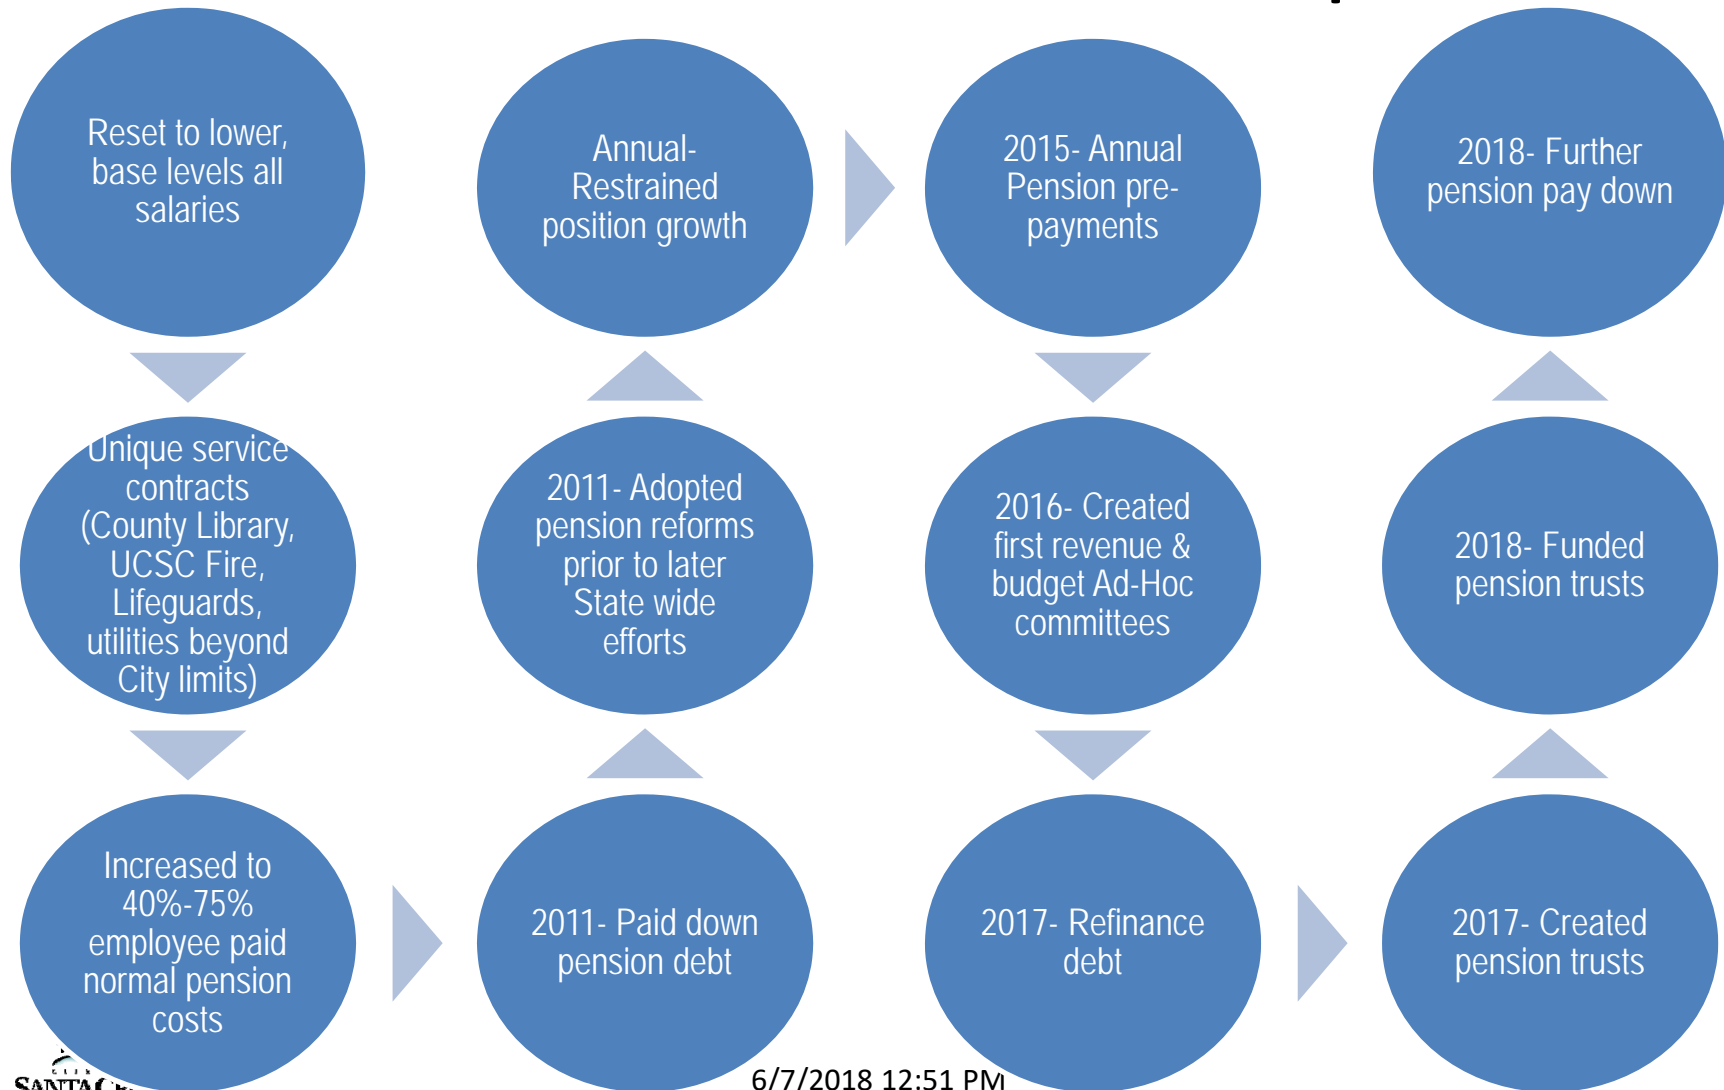 Reset to lower,
base levels all
salaries
Unique service
contracts
(County Library,
UCSC Fire,
Lifeguards,
utilities beyond
City limits)
Increased to
40%-75%
employee paid
normal pension
costs
2011- Paid down
pension debt
2011- Adopted
pension reforms
prior to later
State wide
efforts
Annual-
Restrained
position growth
2015- Annual
Pension pre-
payments
2016- Created
first revenue &
budget Ad-Hoc
committees
2017- Refinance
debt
2017- Created
pension trusts
2018- Funded
pension trusts
2018- Further
pension pay down
SANTA
6/7/2018 12:51 PM